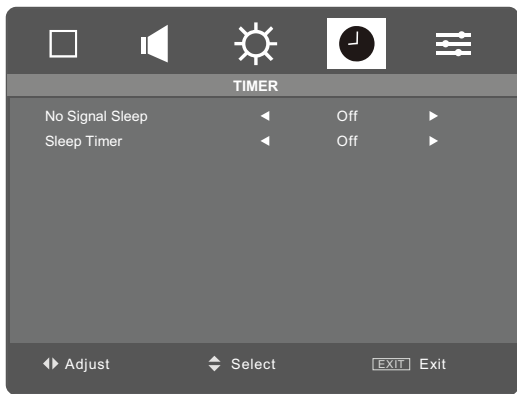 TIMER
No Signal Sleep Off
Sleep Timer Off
Adjust Select EXIT Exit